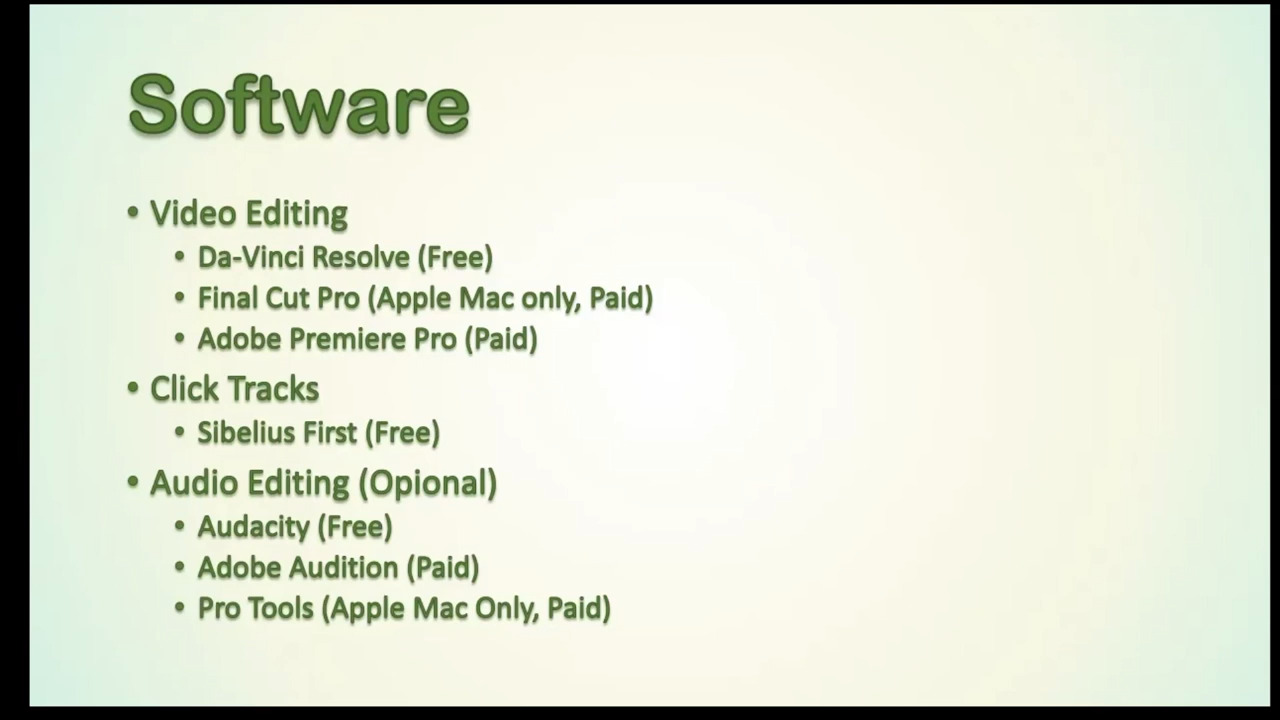 Software
• Video Editing
• Da-Vinci Resolve (Free)
• Final Cut Pro (Apple Mac only, Paid)
• Adobe Premiere Pro (Paid)
• Click Tracks
• Sibelius First (Free)
• Audio Editing (Opional)
• Audacity (Free)
• Adobe Audition (Paid)
• Pro Tools (Apple Mac Only, Paid)